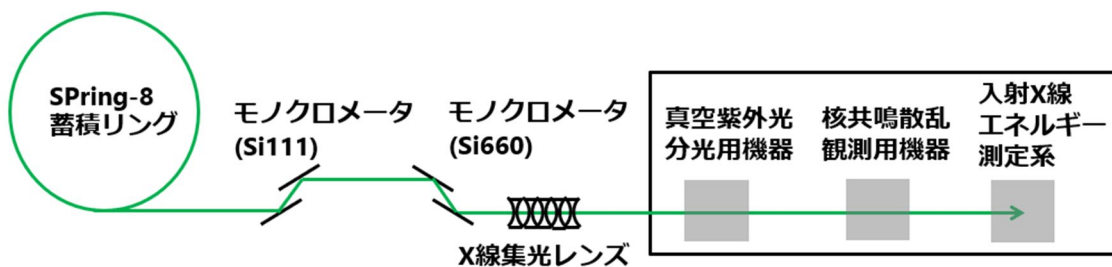 SPring-8
蓄積リング
モノクロメータ
(Si111)
モノクロメータ
(Si660)
X線集光レンズ
真空紫外光
分光用機器
核共鳴散乱
観測用機器
入射X線
エネルギー
測定系